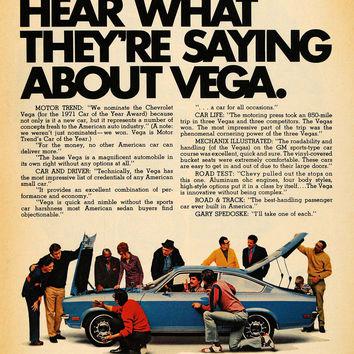 HEAR WHAT
THEY'RE SAYING
ABOUT VEGA.
MOTOR TREND: "We nominate the Chevrolet
Vega (for the 1971 Car of the Year Award) because
not only is it a new car, but it represents a number of
concepts fresh to the American auto industry." (A note:
we weren't just nominated—we won. Vega is Motor
Trend's Car of the Year.)
"For the money, no other American car can
deliver more."
"The base Vega is a magnificent automobile in
its own right without any options at all."
CAR AND DRIVER: "Technically, the Vega has
the most impressive list of credentials of any American
small car."
"It provides an excellent combination of per-
formance and economy."
"Vega is quick and nimble without the sports
car harshness most American sedan buyers find
objectionable."
". . . a car for all occasions."
CAR LIFE: "The motoring press took an 850-mile
trip in three Vegas and three competitors. The Vegas
won. The most impressive part of the trip was the
phenomenal cornering power of the three Vegas."
MECHANIX ILLUSTRATED: "The roadability and
handling (of the Vegas) on the GM sports-type car
course were amazingly quick and sure. The vinyl-covered
bucket seats were extremely comfortable. These cars
are easy to get in and out of due to their large doors."
ROAD TEST: "Chevy pulled out the stops on
this one. Aluminum ohc engines, four body styles,
high-style options put it in a class by itself.... The Vega
is innovative without being complex."
ROAD & TRACK: "The best-handling passenger
car ever built in America."
GARY SPEDOSKE: "I'll take one of each."